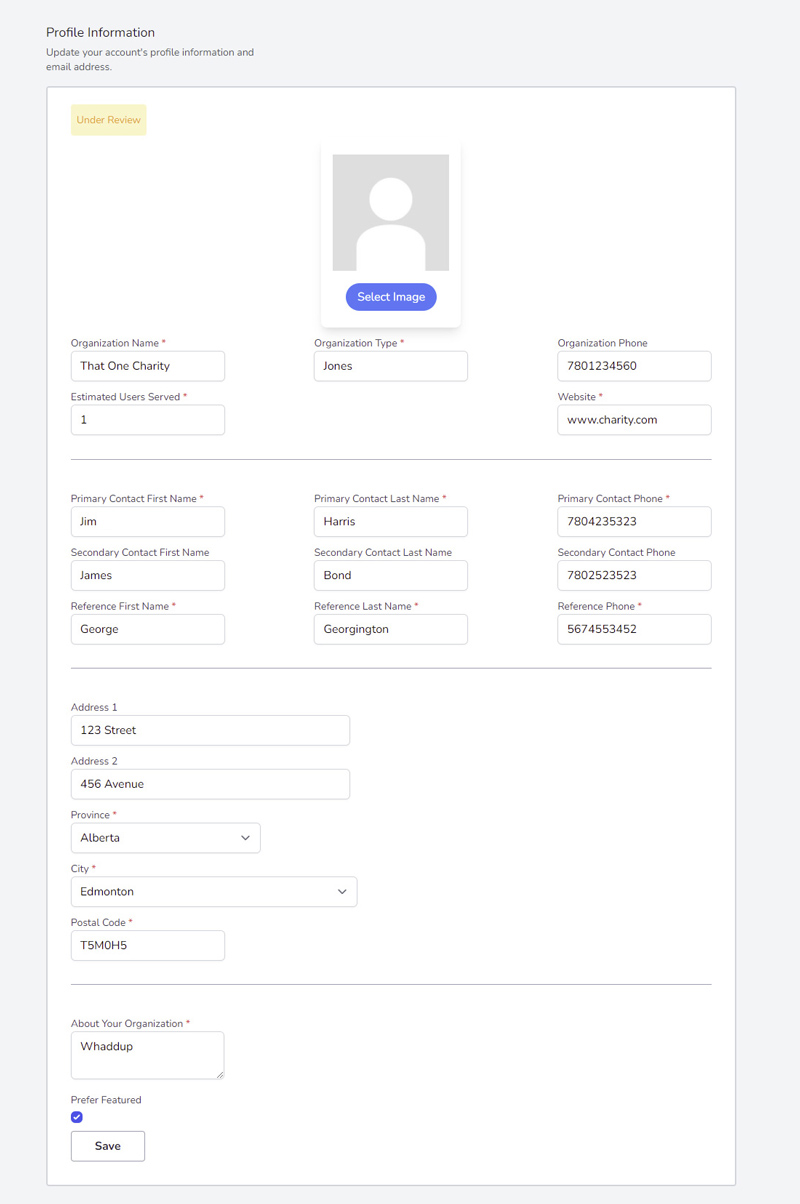 Profile Information
Update your account's profile information and
email address.
Under Review
Select Image
Organization Name *
Organization Type *
Organization Phone
That One Charity
Jones
7801234560
Estimated Users Served *
Website *
1
www.charity.com
Primary Contact First Name *
Primary Contact Last Name *
Primary Contact Phone *
Jim
Harris
7804235323
Secondary Contact First Name
Secondary Contact Last Name
Secondary Contact Phone
James
Bond
7802523523
Reference First Name *
Reference Last Name *
Reference Phone *
George
Georgington
5674553452
Address 1
123 Street
Address 2
456 Avenue
Province *
Alberta
City *
Edmonton
Postal Code *
T5M0H5
About Your Organization *
Whaddup
Prefer Featured
Save